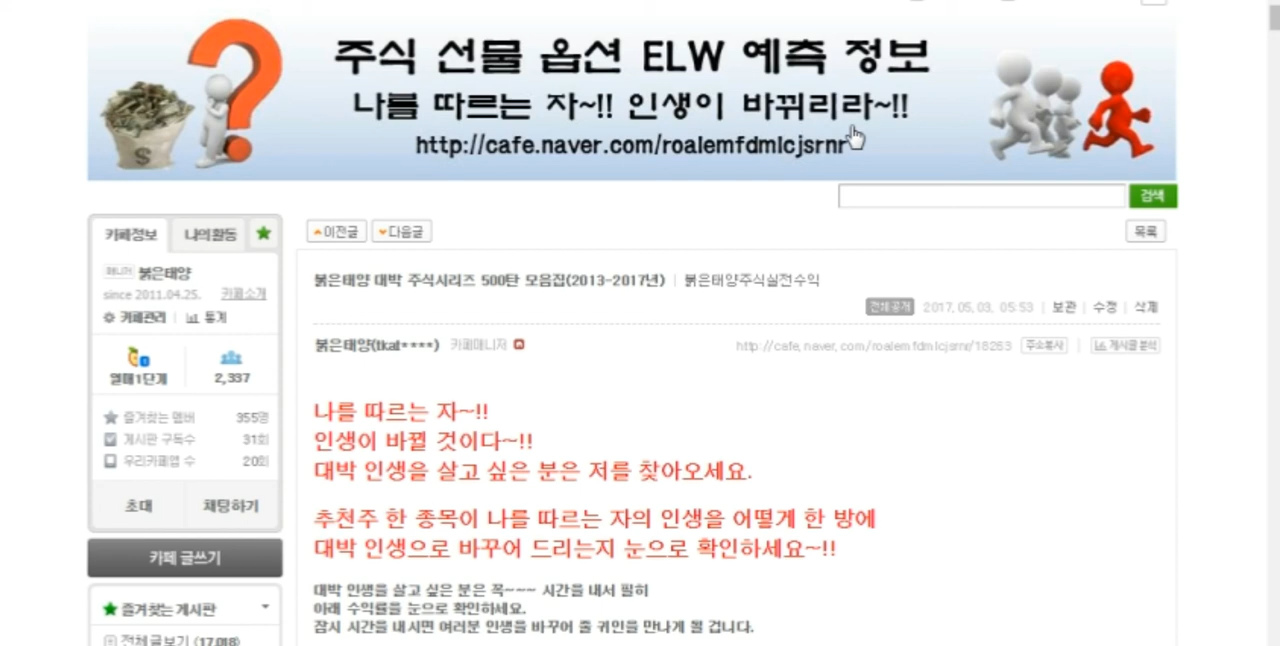 주식 선물 옵션 ELW 예측 정보
나를 따르는 자~!! 인생이 바뀌리라~!!
http://cafe.naver.com/roalemfdmlcjsrnr
검색
카페정보 나의활동
이전글 다음글 목록
매니저 붉은태양
since 2011.04.25. 카페소개
카페관리 통계
열매1단계 2,337
즐겨찾는 멤버 355명
게시판 구독수 31회
우리카페앱 수 20회
초대 채팅하기
카페 글쓰기
즐겨찾는 게시판
전체글보기 (17,018)
붉은태양 대박 주식시리즈 500탄 모음집(2013-2017년) | 붉은태양주식실전수익
전체공개 2017.05.03. 05:53 | 보관 | 수정 | 삭제
붉은태양(tkat****) 카페매니저
주소복사 | 게시글 분석
나를 따르는 자~!!
인생이 바뀔 것이다~!!
대박 인생을 살고 싶은 분은 저를 찾아오세요.
추천주 한 종목이 나를 따르는 자의 인생을 어떻게 한 방에
대박 인생으로 바꾸어 드리는지 눈으로 확인하세요~!!
대박 인생을 살고 싶은 분은 꼭~~~ 시간을 내서 필히
아래 수익률을 눈으로 확인하세요.
잠시 시간을 내시면 여러분 인생을 바꾸어 줄 귀인을 만나게 될 겁니다.